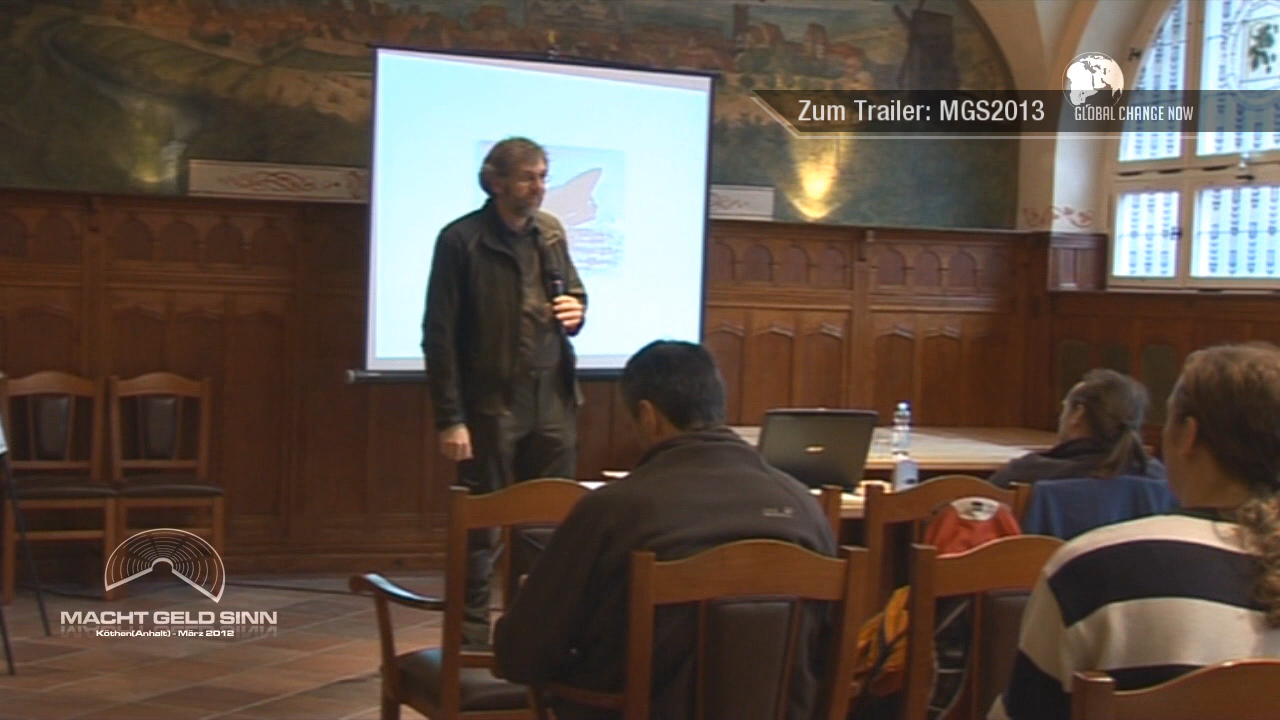 Zum Trailer: MGS2013
GLOBAL CHANGE NOW
MACHT GELD SINN
Köthen(Anhalt) - März 2012